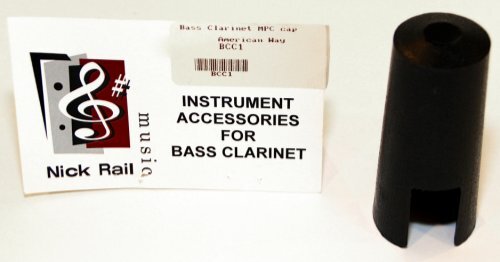 Bass Clarinet MPC cap
American Way
BCC1
BCC1
INSTRUMENT
ACCESSORIES
FOR
BASS CLARINET
music
Nick Rail